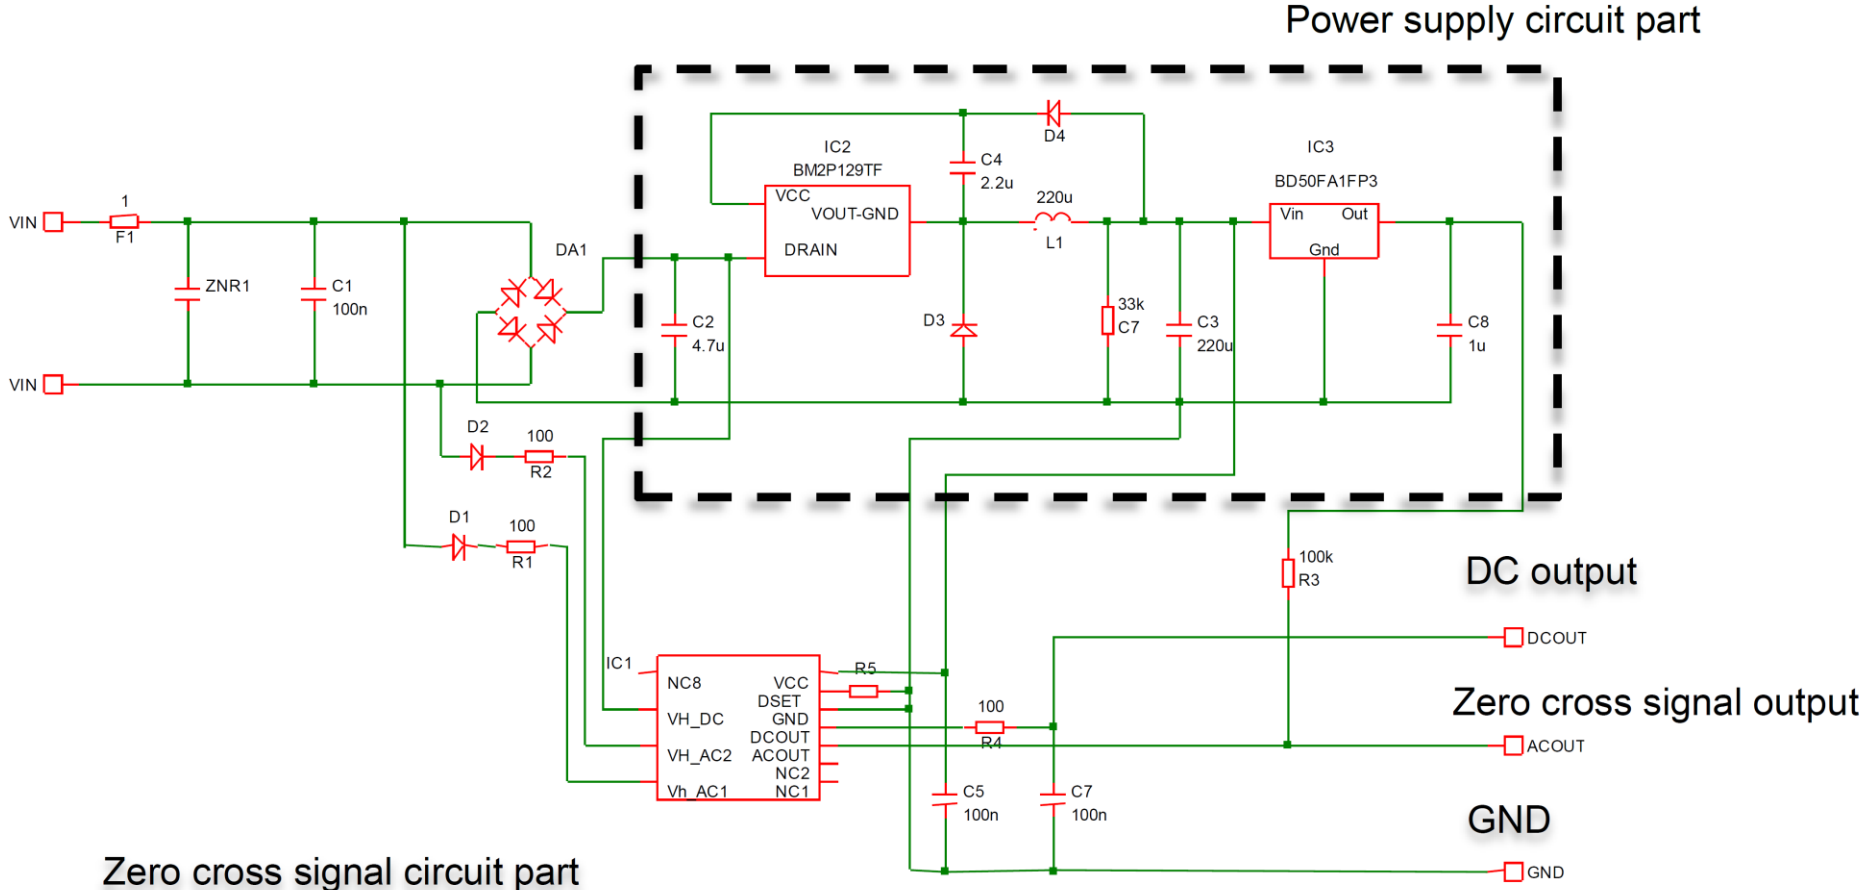 Power supply circuit part
IC2
BM2P129TF
VCC
VOUT-GND
DRAIN
C4
2.2u
D4
220u
L1
IC3
BD50FA1FP3
Vin
Out
Gnd
VIN
1
F1
ZNR1
C1
100n
DA1
C2
4.7u
D3
33k
C7
C3
220u
C8
1u
VIN
D2
100
R2
D1
100
R1
100k
R3
DC output
DCOUT
IC1
NC8
VH_DC
VH_AC2
Vh_AC1
VCC
DSET
GND
DCOUT
ACOUT
NC2
NC1
R5
100
R4
Zero cross signal output
ACOUT
C5
100n
C7
100n
GND
GND
Zero cross signal circuit part